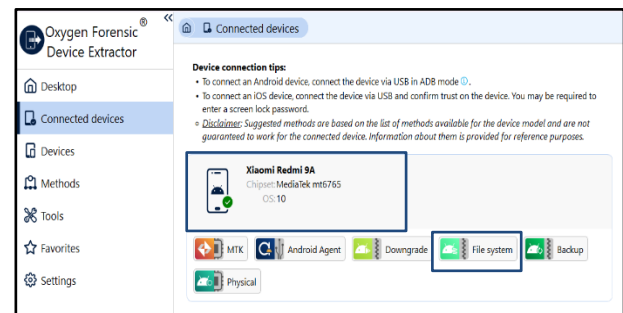 Oxygen Forensic®
Device Extractor
«
Desktop
Connected devices
Devices
Methods
Tools
Favorites
Settings
Connected devices
Device connection tips:
• To connect an Android device, connect the device via USB in ADB mode ⓘ.
• To connect an iOS device, connect the device via USB and confirm trust on the device. You may be required to
enter a screen lock password.
Disclaimer: Suggested methods are based on the list of methods available for the device model and are not
guaranteed to work for the connected device. Information about them is provided for reference purposes.
Xiaomi Redmi 9A
Chipset: MediaTek mt6765
OS: 10
MTK Android Agent Downgrade File system Backup
Physical